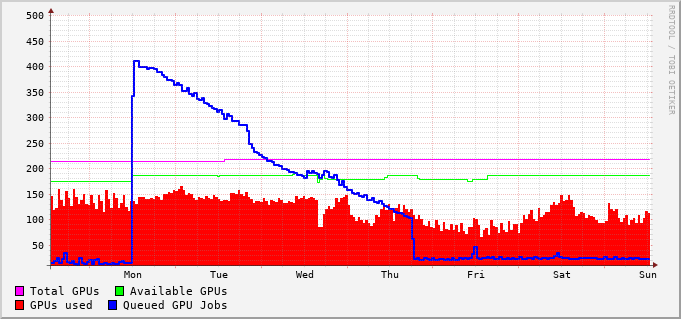 500
450
400
350
300
250
200
150
100
50
Mon Tue Wed Thu Fri Sat Sun
Total GPUs Available GPUs
GPUs used Queued GPU Jobs
RRDTOOL / TOBI OETIKER